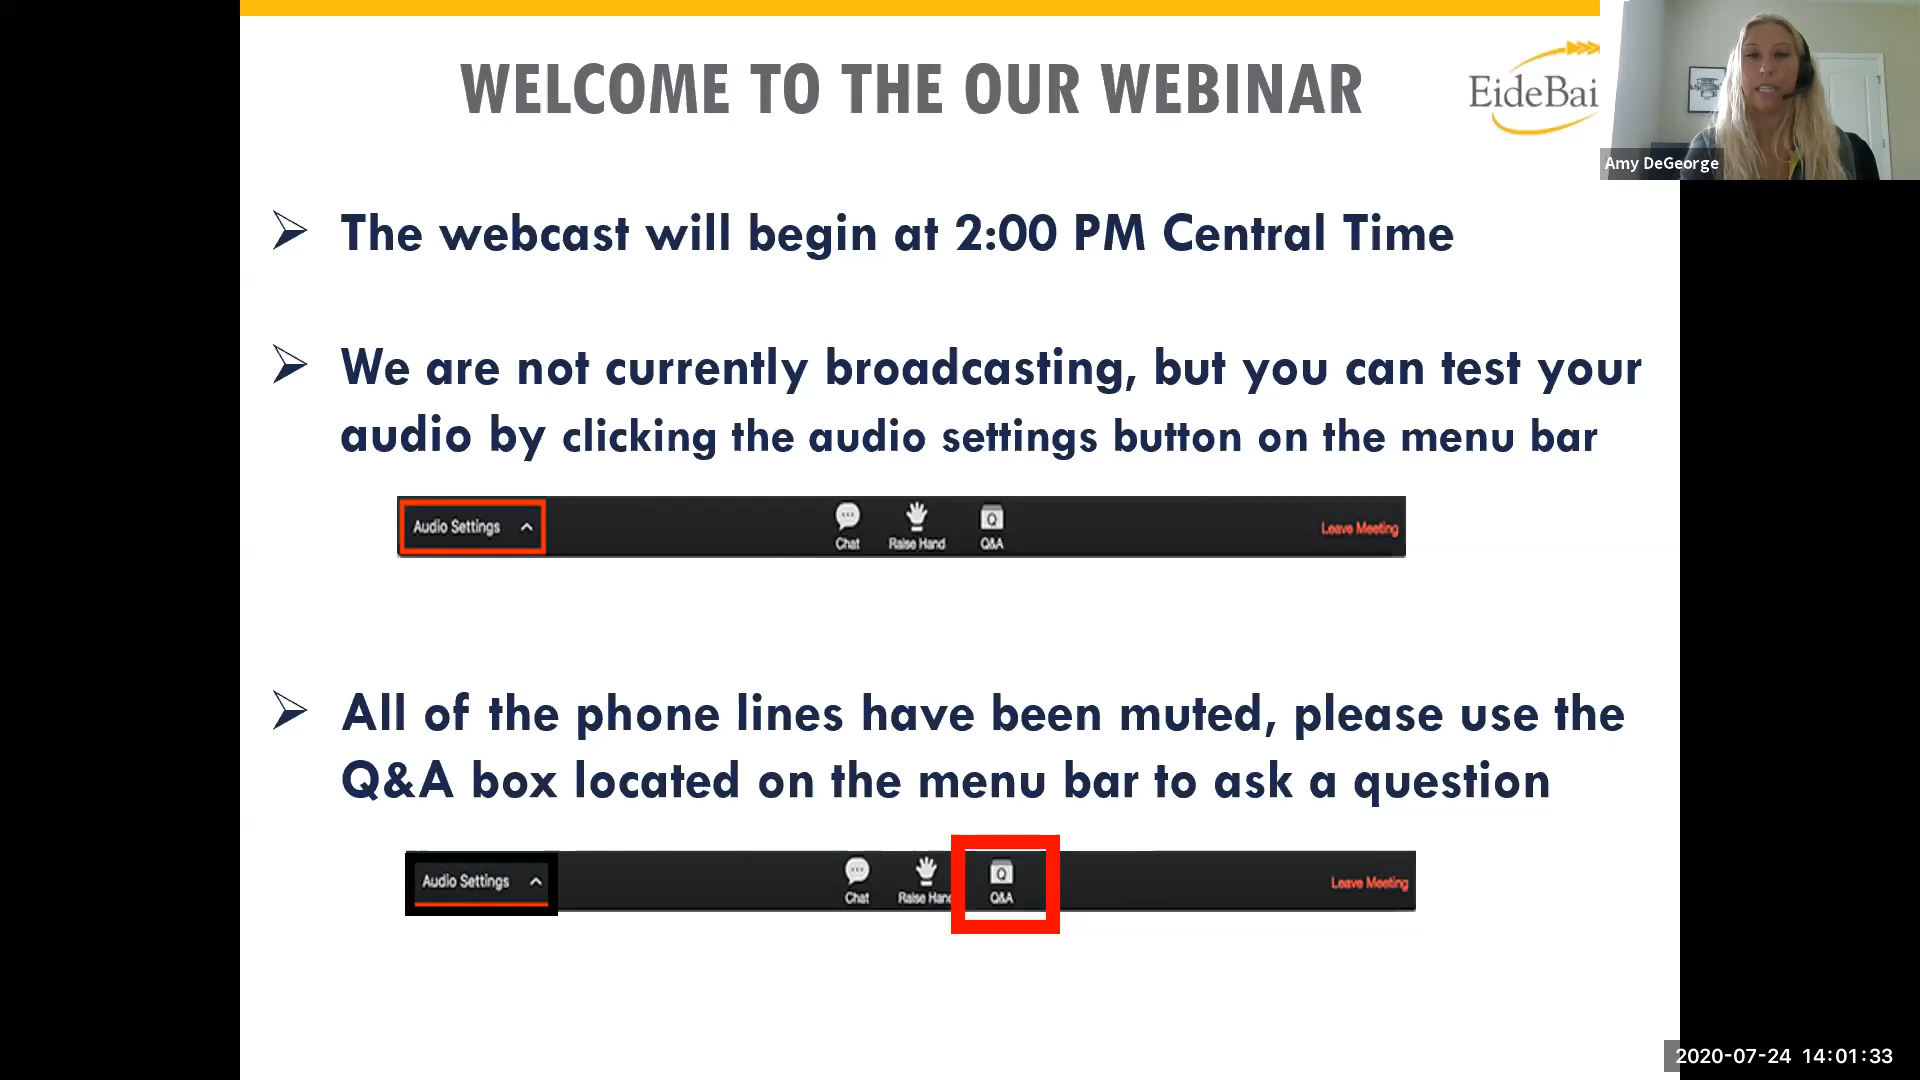 WELCOME TO THE OUR WEBINAR
EideBai
Amy DeGeorge
The webcast will begin at 2:00 PM Central Time
We are not currently broadcasting, but you can test your
audio by clicking the audio settings button on the menu bar
Audio Settings Chat Raise Hand Q&A Leave Meeting
All of the phone lines have been muted, please use the
Q&A box located on the menu bar to ask a question
Audio Settings Chat Raise Hand Q&A Leave Meeting
2020-07-24 14:01:33